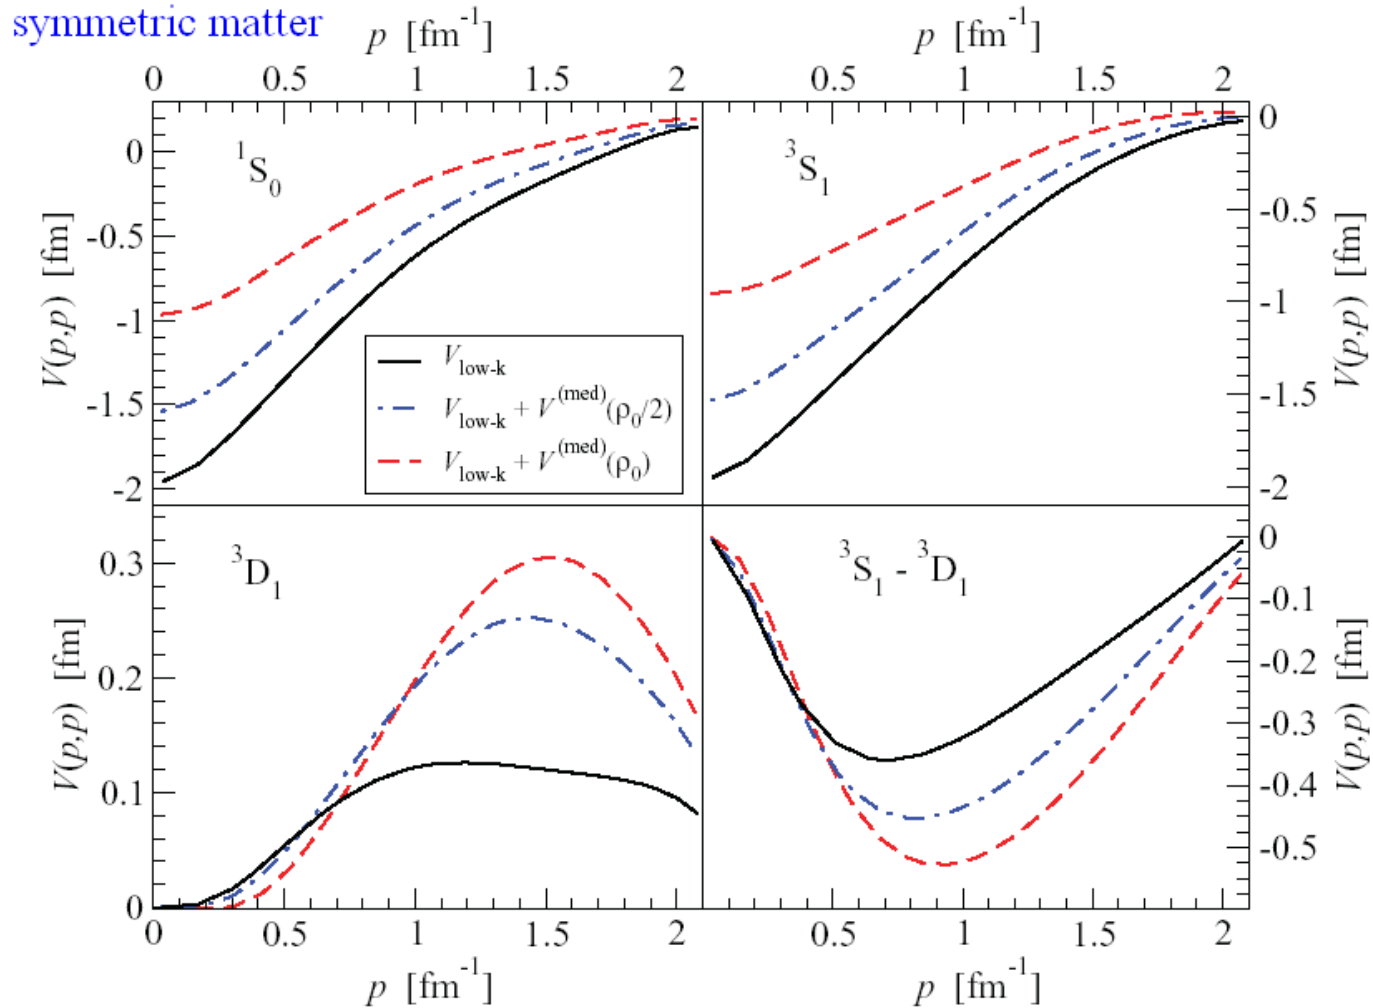 symmetric matter
p [fm⁻¹]
p [fm⁻¹]
0 0.5 1 1.5 2
0.5 1 1.5 2
¹S₀
³S₁
0
-0.5
-1
-1.5
-2
V(p,p) [fm]
0
-0.5
-1
-1.5
-2
V(p,p) [fm]
V_low-k
V_low-k + V^(med)(ρ₀/2)
V_low-k + V^(med)(ρ₀)
³D₁
³S₁ - ³D₁
0.3
0.2
0.1
0
V(p,p) [fm]
0
-0.1
-0.2
-0.3
-0.4
-0.5
V(p,p) [fm]
0 0.5 1 1.5 2
0.5 1 1.5 2
p [fm⁻¹]
p [fm⁻¹]